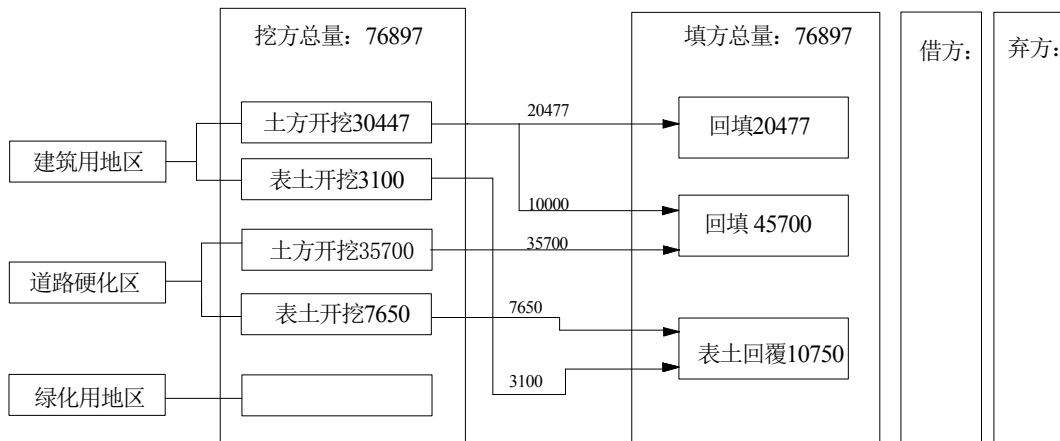 挖方总量：76897
填方总量：76897
借方：
弃方：
建筑用地区
土方开挖30447
20477
回填20477
表土开挖3100
10000
回填 45700
道路硬化区
土方开挖35700
35700
表土开挖7650
7650
表土回覆10750
3100
绿化用地区